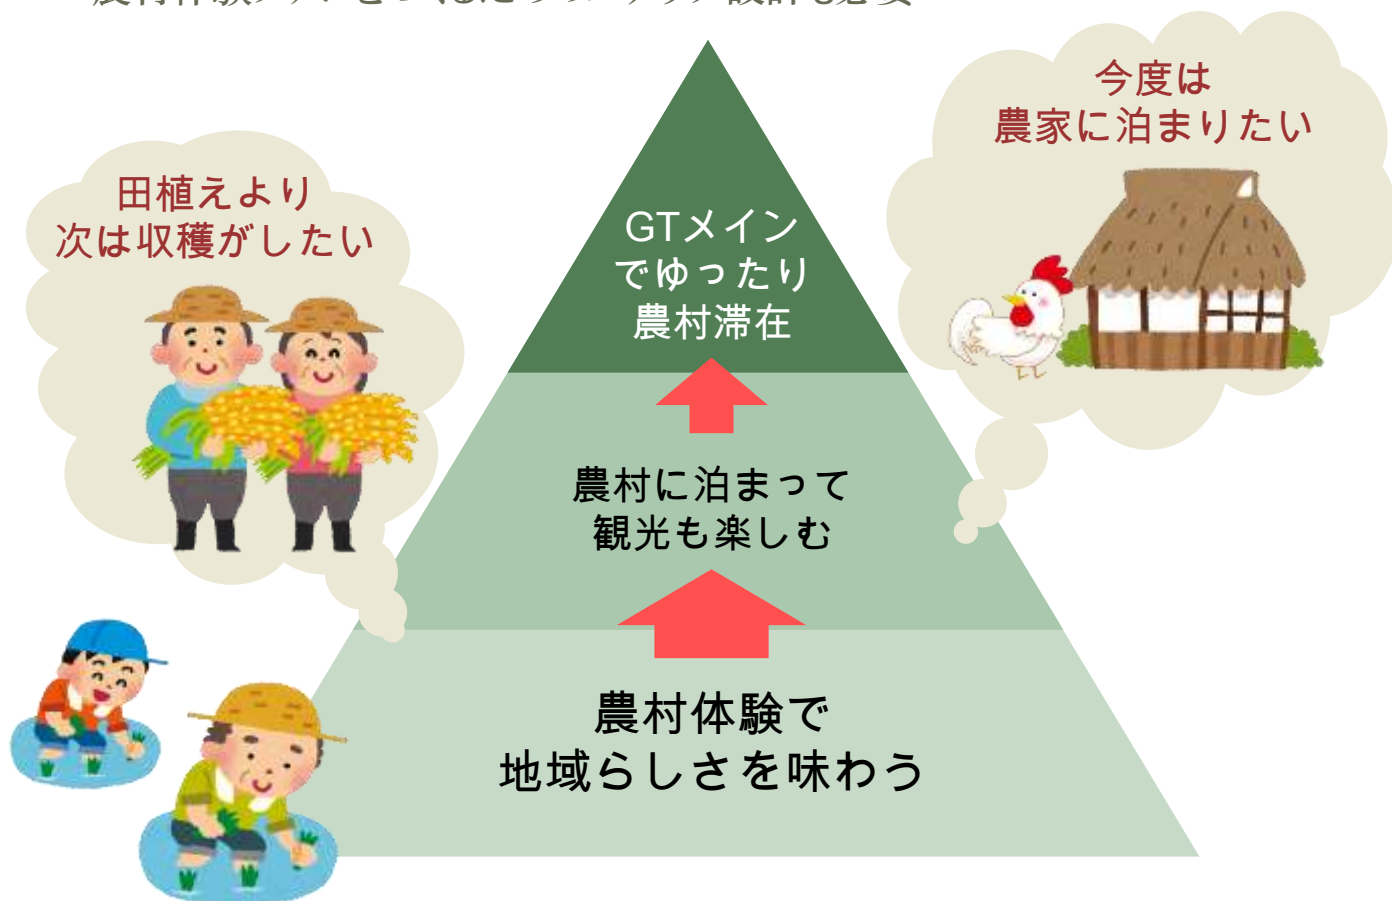 今度は
農家に泊まりたい
田植えより
次は収穫がしたい
GTメイン
でゆったり
農村滞在
農村に泊まって
観光も楽しむ
農村体験で
地域らしさを味わう